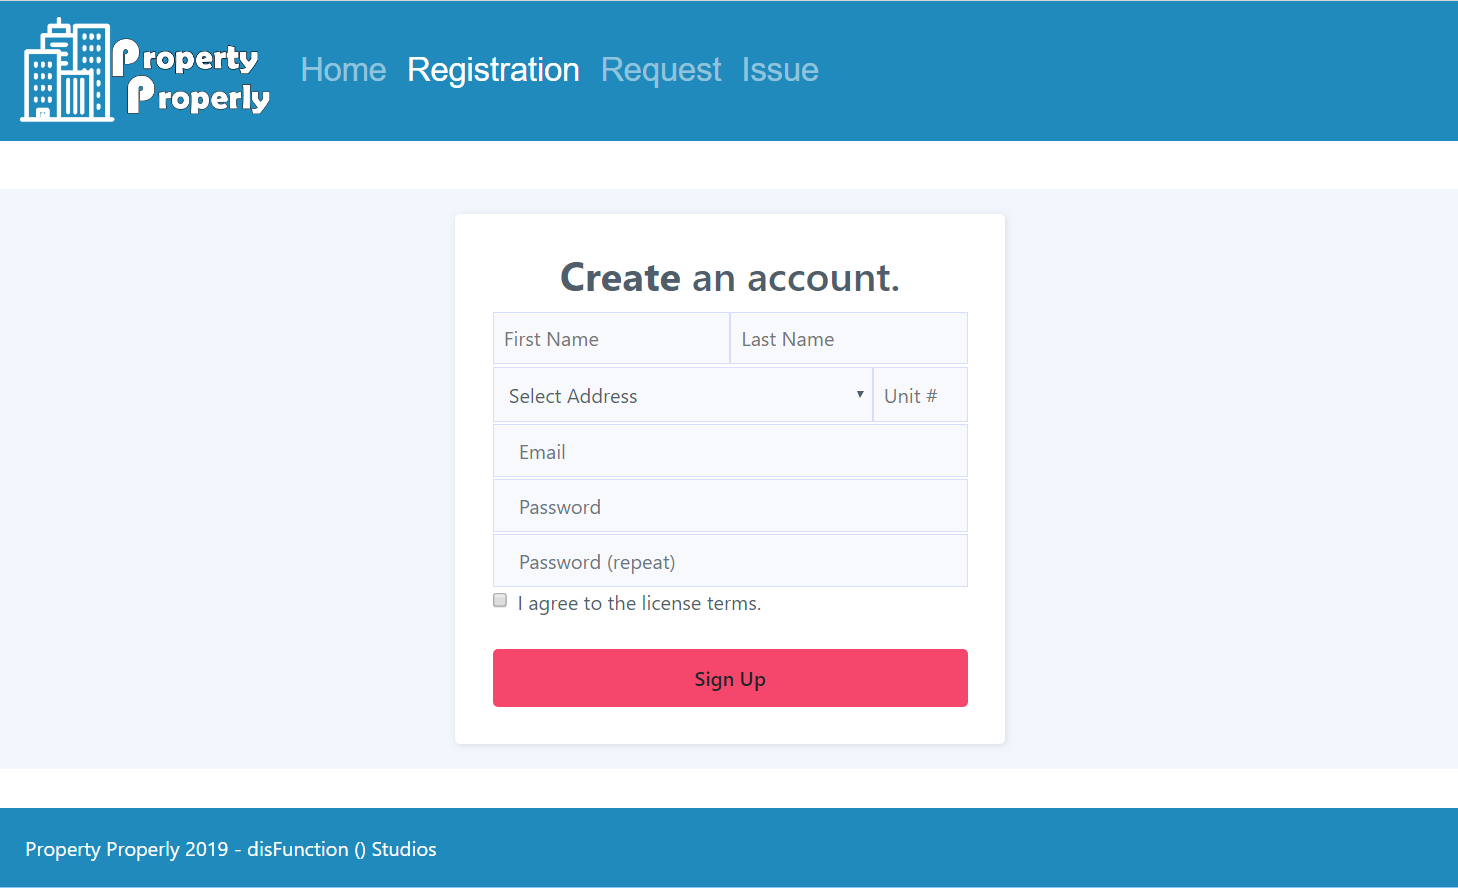 Property
Properly
Home Registration Request Issue
Create an account.
First Name Last Name
Select Address Unit #
Email
Password
Password (repeat)
I agree to the license terms.
Sign Up
Property Properly 2019 - disFunction () Studios